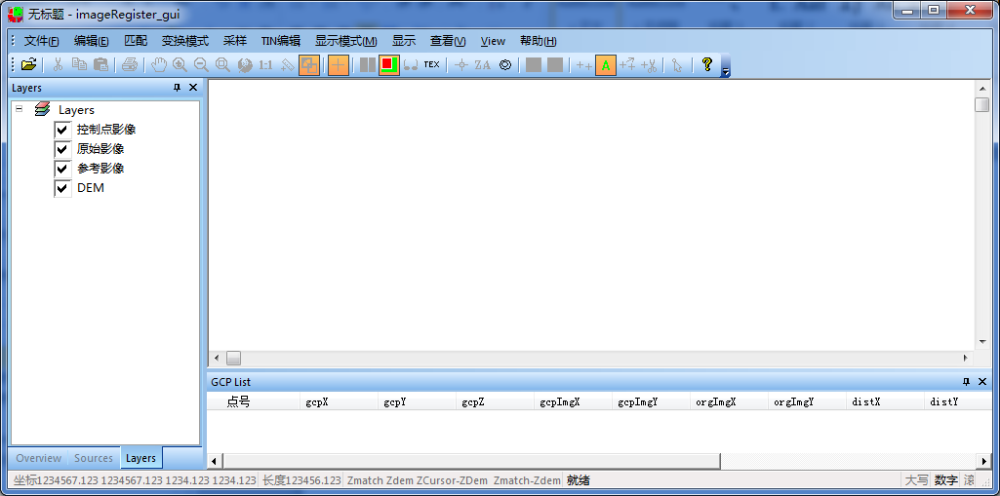 无标题 - imageRegister_gui
文件(F) 编辑(E) 匹配 变换模式 采样 TIN编辑 显示模式(M) 显示 查看(V) View 帮助(H)
1:1 TEX ZA A
Layers
Layers
控制点影像
原始影像
参考影像
DEM
Overview Sources Layers
GCP List
点号 gcpX gcpY gcpZ gcpImgX gcpImgY orgImgX orgImgY distX distY
坐标1234567.123 1234567.123 1234.123 1234.123 长度123456.123 Zmatch Zdem ZCursor-ZDem Zmatch-Zdem 就绪 大写 数字 滚